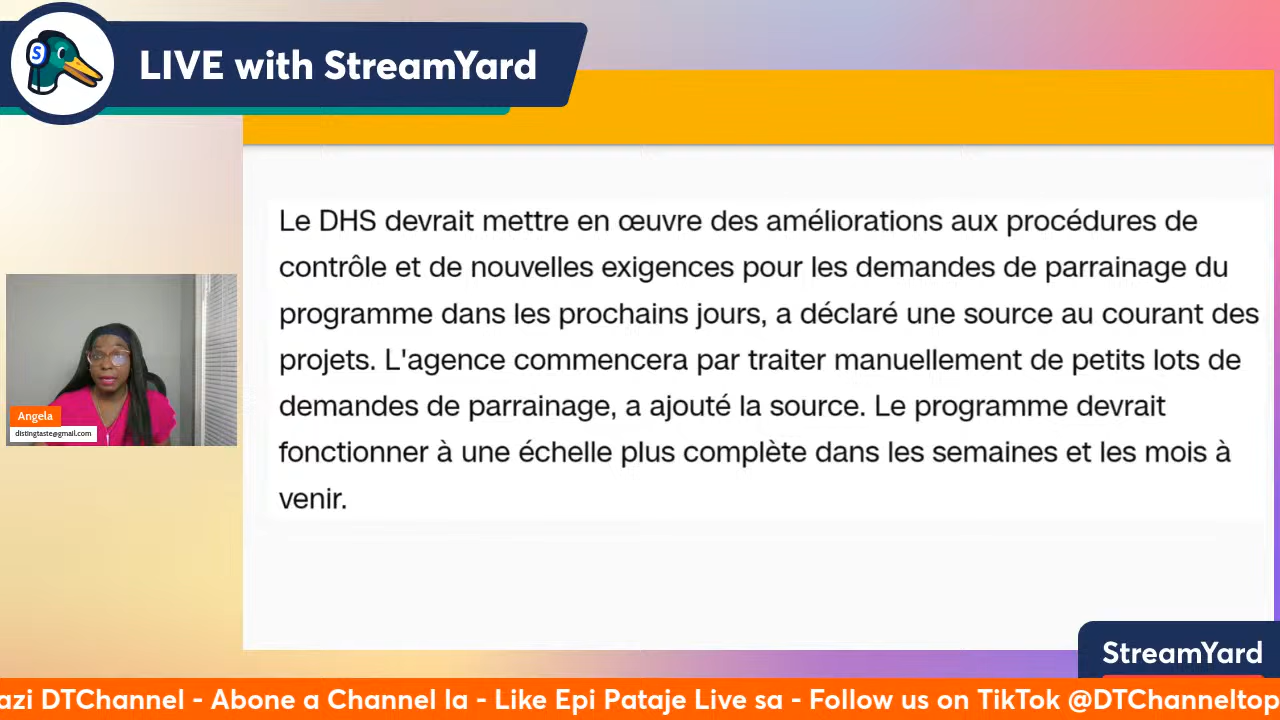 S
LIVE with StreamYard
Le DHS devrait mettre en œuvre des améliorations aux procédures de
contrôle et de nouvelles exigences pour les demandes de parrainage du
programme dans les prochains jours, a déclaré une source au courant des
projets. L'agence commencera par traiter manuellement de petits lots de
demandes de parrainage, a ajouté la source. Le programme devrait
fonctionner à une échelle plus complète dans les semaines et les mois à
venir.
Angela
distingtaste@gmail.com
StreamYard
azi DTChannel - Abone a Channel la - Like Epi Pataje Live sa - Follow us on TikTok @DTChanneltop